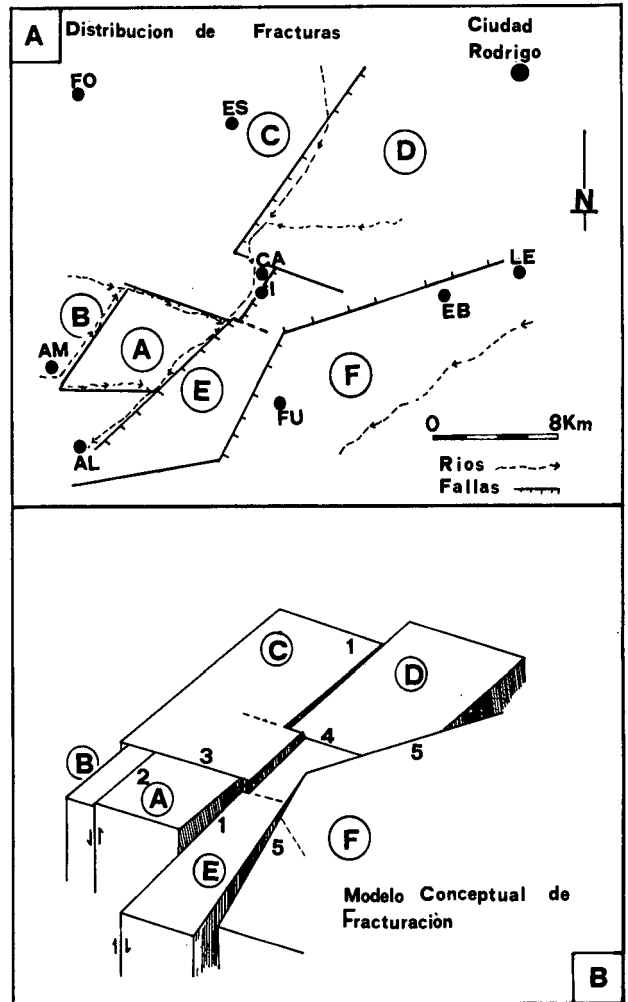 A
Distribucion de Fracturas
Ciudad
Rodrigo
FO
ES
C
D
N
CA
SI
LE
EB
B
A
AM
E
F
FU
AL
0 8Km
Rios
Fallas
C
1
D
4
5
3
B
2
A
1
5
F
E
Modelo Conceptual de
Fracturaciòn
B